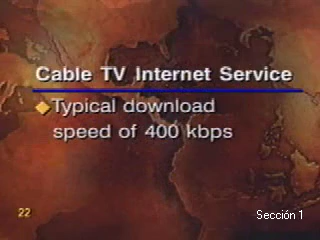 Cable TV Internet Service
Typical download
speed of 400 kbps
22
Sección 1